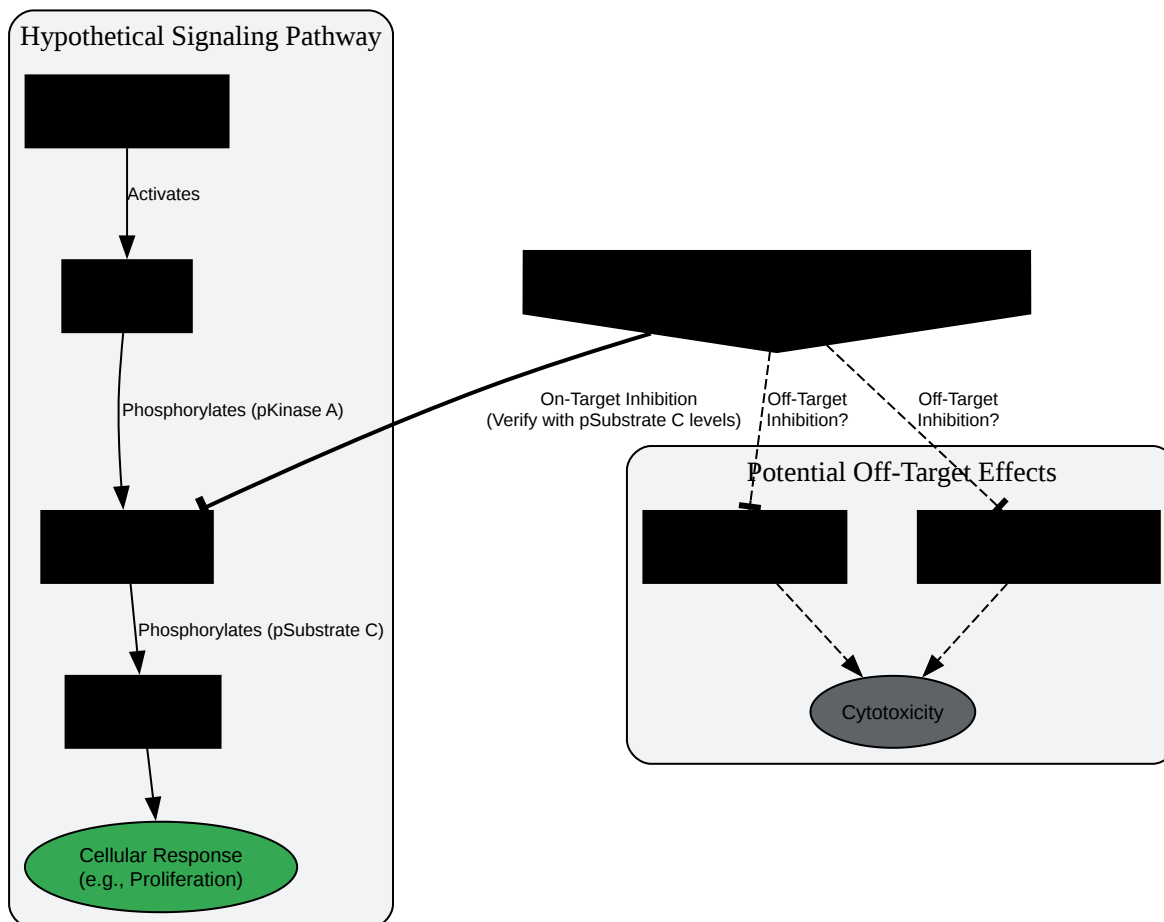 Hypothetical Signaling Pathway
Activates
Phosphorylates (pKinase A)
On-Target Inhibition
(Verify with pSubstrate C levels)
Off-Target
Inhibition?
Off-Target
Inhibition?
Potential Off-Target Effects
Phosphorylates (pSubstrate C)
Cytotoxicity
Cellular Response
(e.g., Proliferation)